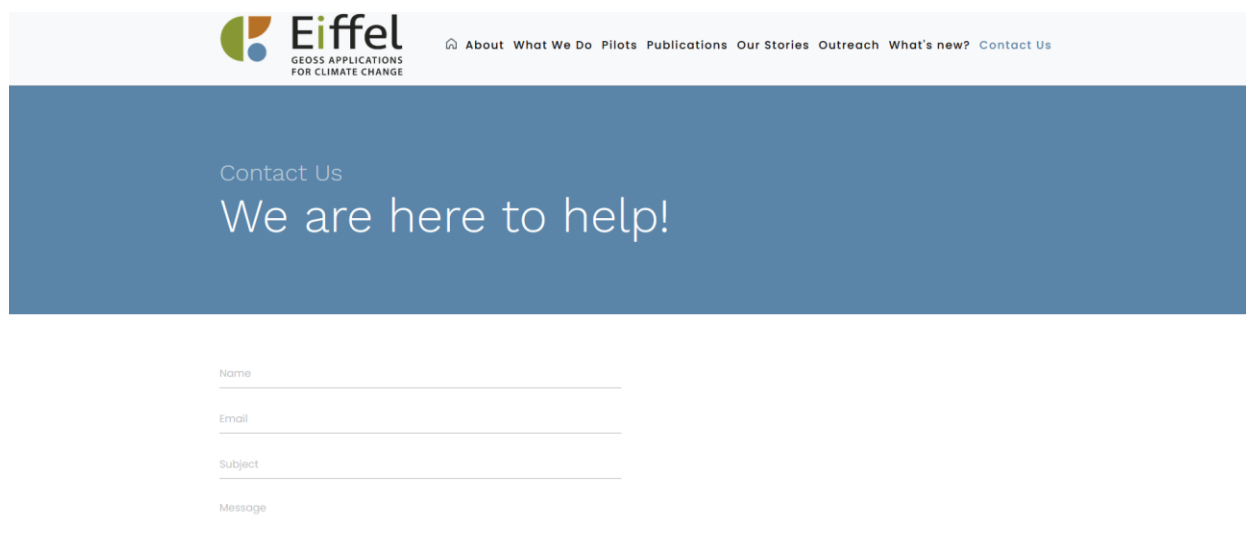 Eiffel
GEOSS APPLICATIONS
FOR CLIMATE CHANGE
About What We Do Pilots Publications Our Stories Outreach What's new? Contact Us
Contact Us
We are here to help!
Name
Email
Subject
Message